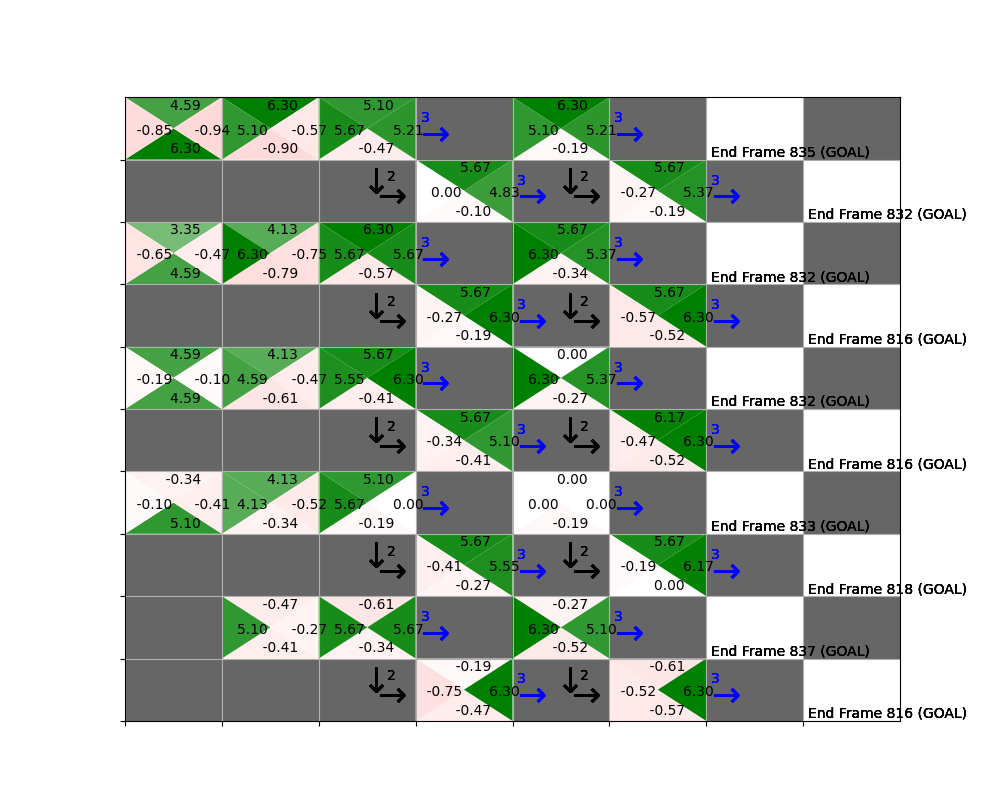 4.59 6.30 5.10 6.30
3 3
-0.85 -0.94 5.10 -0.57 5.67 5.21 5.10 5.21
6.30 -0.90 -0.47 -0.19 End Frame 835 (GOAL)
5.67 5.67
2 3 2 3
0.00 4.83 -0.27 5.37
-0.10 -0.19 End Frame 832 (GOAL)
3.35 4.13 6.30 5.67
3 3
-0.65 -0.47 6.30 -0.75 5.67 5.67 6.30 5.37
4.59 -0.79 -0.57 -0.34 End Frame 832 (GOAL)
5.67 5.67
2 3 2 3
-0.27 6.30 -0.57 6.30
-0.19 -0.52 End Frame 816 (GOAL)
4.59 4.13 5.67 0.00
3 3
-0.19 -0.10 4.59 -0.47 5.55 6.30 6.30 5.37
4.59 -0.61 -0.41 -0.27 End Frame 832 (GOAL)
5.67 6.17
2 3 2 3
-0.34 5.10 -0.47 6.30
-0.41 -0.52 End Frame 816 (GOAL)
-0.34 4.13 5.10 0.00
3 3
-0.10 -0.41 4.13 -0.52 5.67 0.00 0.00 0.00
5.10 -0.34 -0.19 -0.19 End Frame 833 (GOAL)
5.67 5.67
2 3 2 3
-0.41 5.55 -0.19 6.17
-0.27 0.00 End Frame 818 (GOAL)
-0.47 -0.61 -0.27
3 3
5.10 -0.27 5.67 5.67 6.30 5.10
-0.41 -0.34 -0.52 End Frame 837 (GOAL)
-0.19 -0.61
2 3 2 3
-0.75 6.30 -0.52 6.30
-0.47 -0.57 End Frame 816 (GOAL)